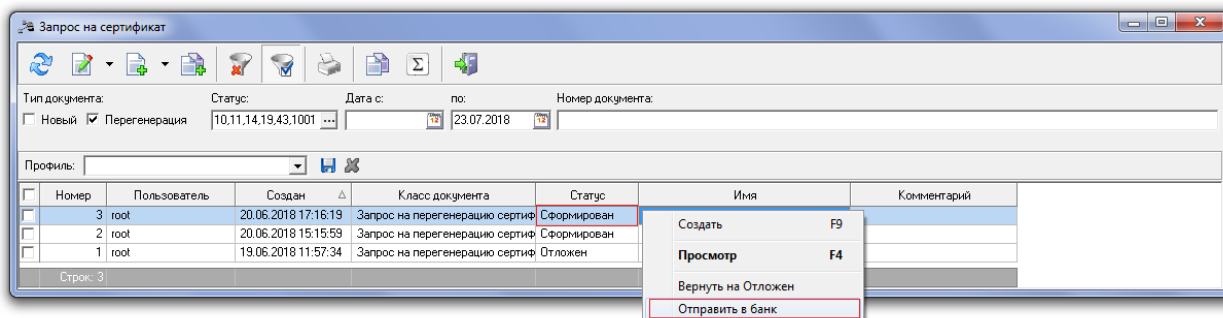 Запрос на сертификат
Тип документа: Статус: Дата с: по: Номер документа:
Новый Перегенерация 10,11,14,19,43,1001 ... 23.07.2018
Профиль:
Номер Пользователь Создан Класс документа Статус Имя Комментарий
3 root 20.06.2018 17:16:19 Запрос на перегенерацию сертиф Сформирован
2 root 20.06.2018 15:15:59 Запрос на перегенерацию сертиф Сформирован
1 root 19.06.2018 11:57:34 Запрос на перегенерацию сертиф Отложен
Строк: 3
Создать F9
Просмотр F4
Вернуть на Отложен
Отправить в банк